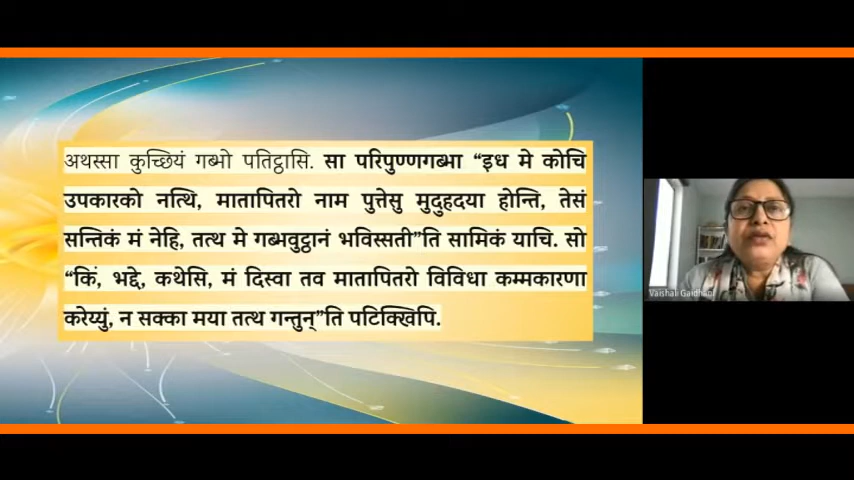 अथस्सा कुच्छियं गब्भो पतिट्ठासि. सा परिपुण्णगब्भा “इध मे कोचि
उपकारको नत्थि, मातापितरो नाम पुत्तेसु मुदुहदया होन्ति, तेसं
सन्तिकं मं नेहि, तत्थ मे गब्भवुट्ठानं भविस्सती”ति सामिकं याचि. सो
“किं, भद्दे, कथेसि, मं दिस्वा तव मातापितरो विविधा कम्मकारणा
करेय्युं, न सक्का मया तत्थ गन्तुन्”ति पटिक्खिपि.
Vaishali Gaidhani